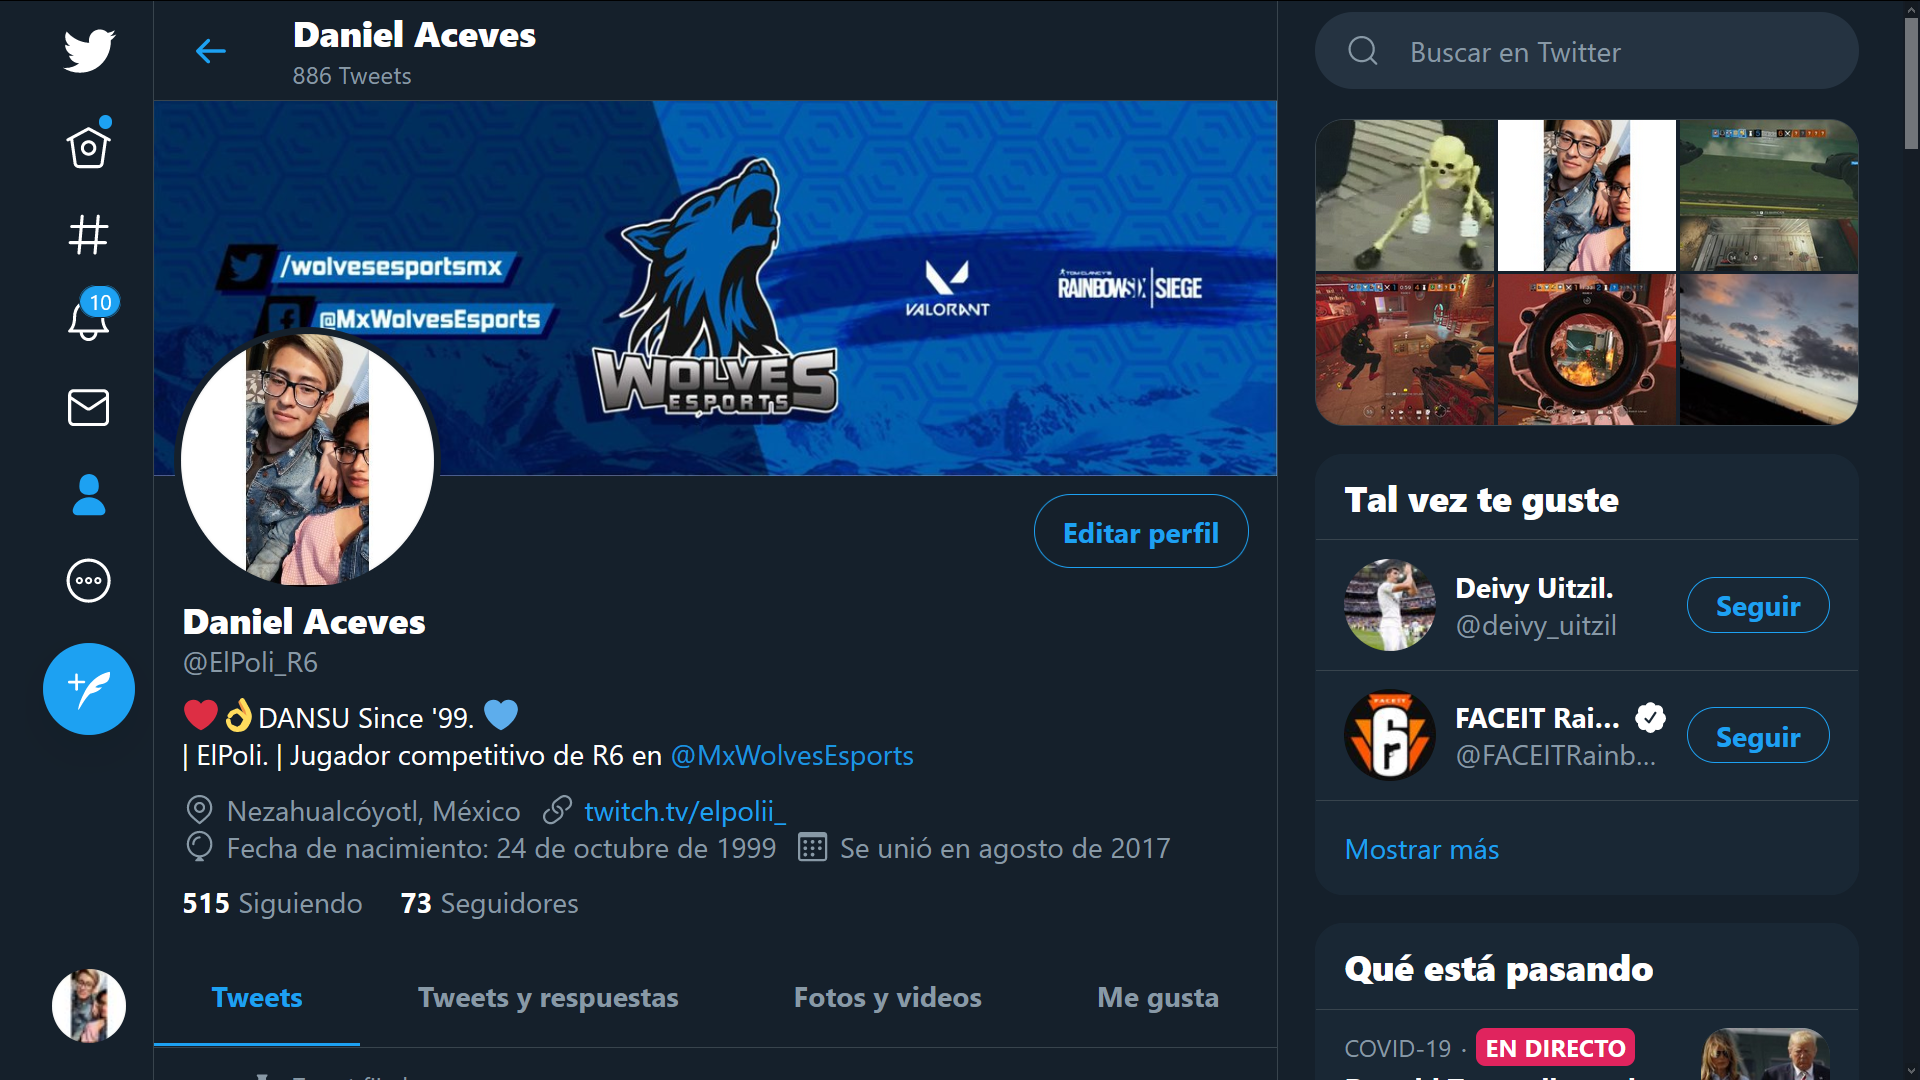 Daniel Aceves
886 Tweets
/wolvesesportsmx
@MxWolvesEsports
WOLVES
ESPORTS
VALORANT
TOM CLANCY'S
RAINBOW SIX | SIEGE
10
Editar perfil
Daniel Aceves
@ElPoli_R6
❤️👌DANSU Since '99. 💙
| ElPoli. | Jugador competitivo de R6 en @MxWolvesEsports
Nezahualcóyotl, México twitch.tv/elpolii_
Fecha de nacimiento: 24 de octubre de 1999 Se unió en agosto de 2017
515 Siguiendo 73 Seguidores
Tweets Tweets y respuestas Fotos y videos Me gusta
Buscar en Twitter
Tal vez te guste
Deivy Uitzil.
@deivy_uitzil
Seguir
FACEIT
6
FACEIT Rai...
@FACEITRainb...
Seguir
Mostrar más
Qué está pasando
COVID-19 · EN DIRECTO